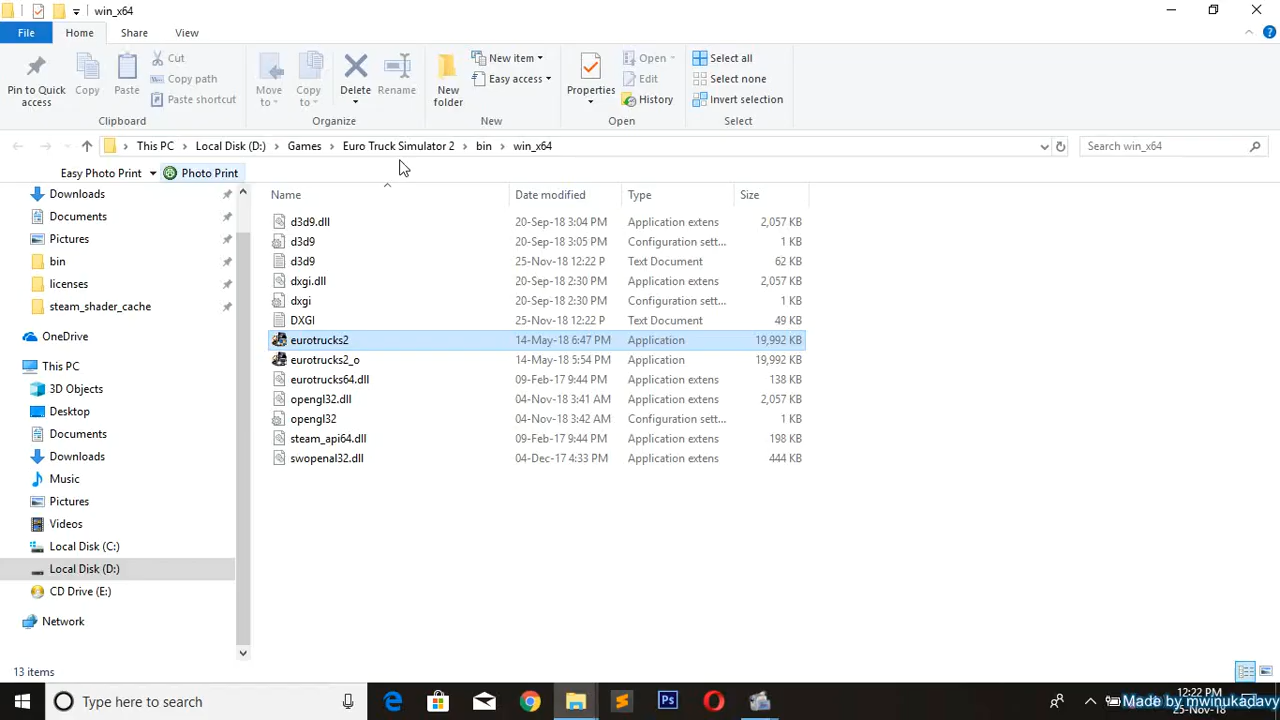 win_x64
File Home Share View
Pin to Quick access
Copy
Paste
Cut
Copy path
Paste shortcut
Clipboard
Move to
Copy to
Delete
Rename
Organize
New folder
New item
Easy access
New
Properties
Open
Edit
History
Open
Select all
Select none
Invert selection
Select
This PC > Local Disk (D:) > Games > Euro Truck Simulator 2 > bin > win_x64
Search win_x64
Easy Photo Print Photo Print
Downloads
Documents
Pictures
bin
licenses
steam_shader_cache
OneDrive
This PC
3D Objects
Desktop
Documents
Downloads
Music
Pictures
Videos
Local Disk (C:)
Local Disk (D:)
CD Drive (E:)
Network
Name Date modified Type Size
d3d9.dll 20-Sep-18 3:04 PM Application extens 2,057 KB
d3d9 20-Sep-18 3:05 PM Configuration sett... 1 KB
d3d9 25-Nov-18 12:22 P Text Document 62 KB
dxgi.dll 20-Sep-18 2:30 PM Application extens 2,057 KB
dxgi 20-Sep-18 2:30 PM Configuration sett... 1 KB
DXGI 25-Nov-18 12:22 P Text Document 49 KB
eurotrucks2 14-May-18 6:47 PM Application 19,992 KB
eurotrucks2_o 14-May-18 5:54 PM Application 19,992 KB
eurotrucks64.dll 09-Feb-17 9:44 PM Application extens 138 KB
opengl32.dll 04-Nov-18 3:41 AM Application extens 2,057 KB
opengl32 04-Nov-18 3:42 AM Configuration sett... 1 KB
steam_api64.dll 09-Feb-17 9:44 PM Application extens 198 KB
swopenal32.dll 04-Dec-17 4:33 PM Application extens 444 KB
13 items
Type here to search
Ps
12:22 PM
25-Nov-18
Made by mwinukadavy